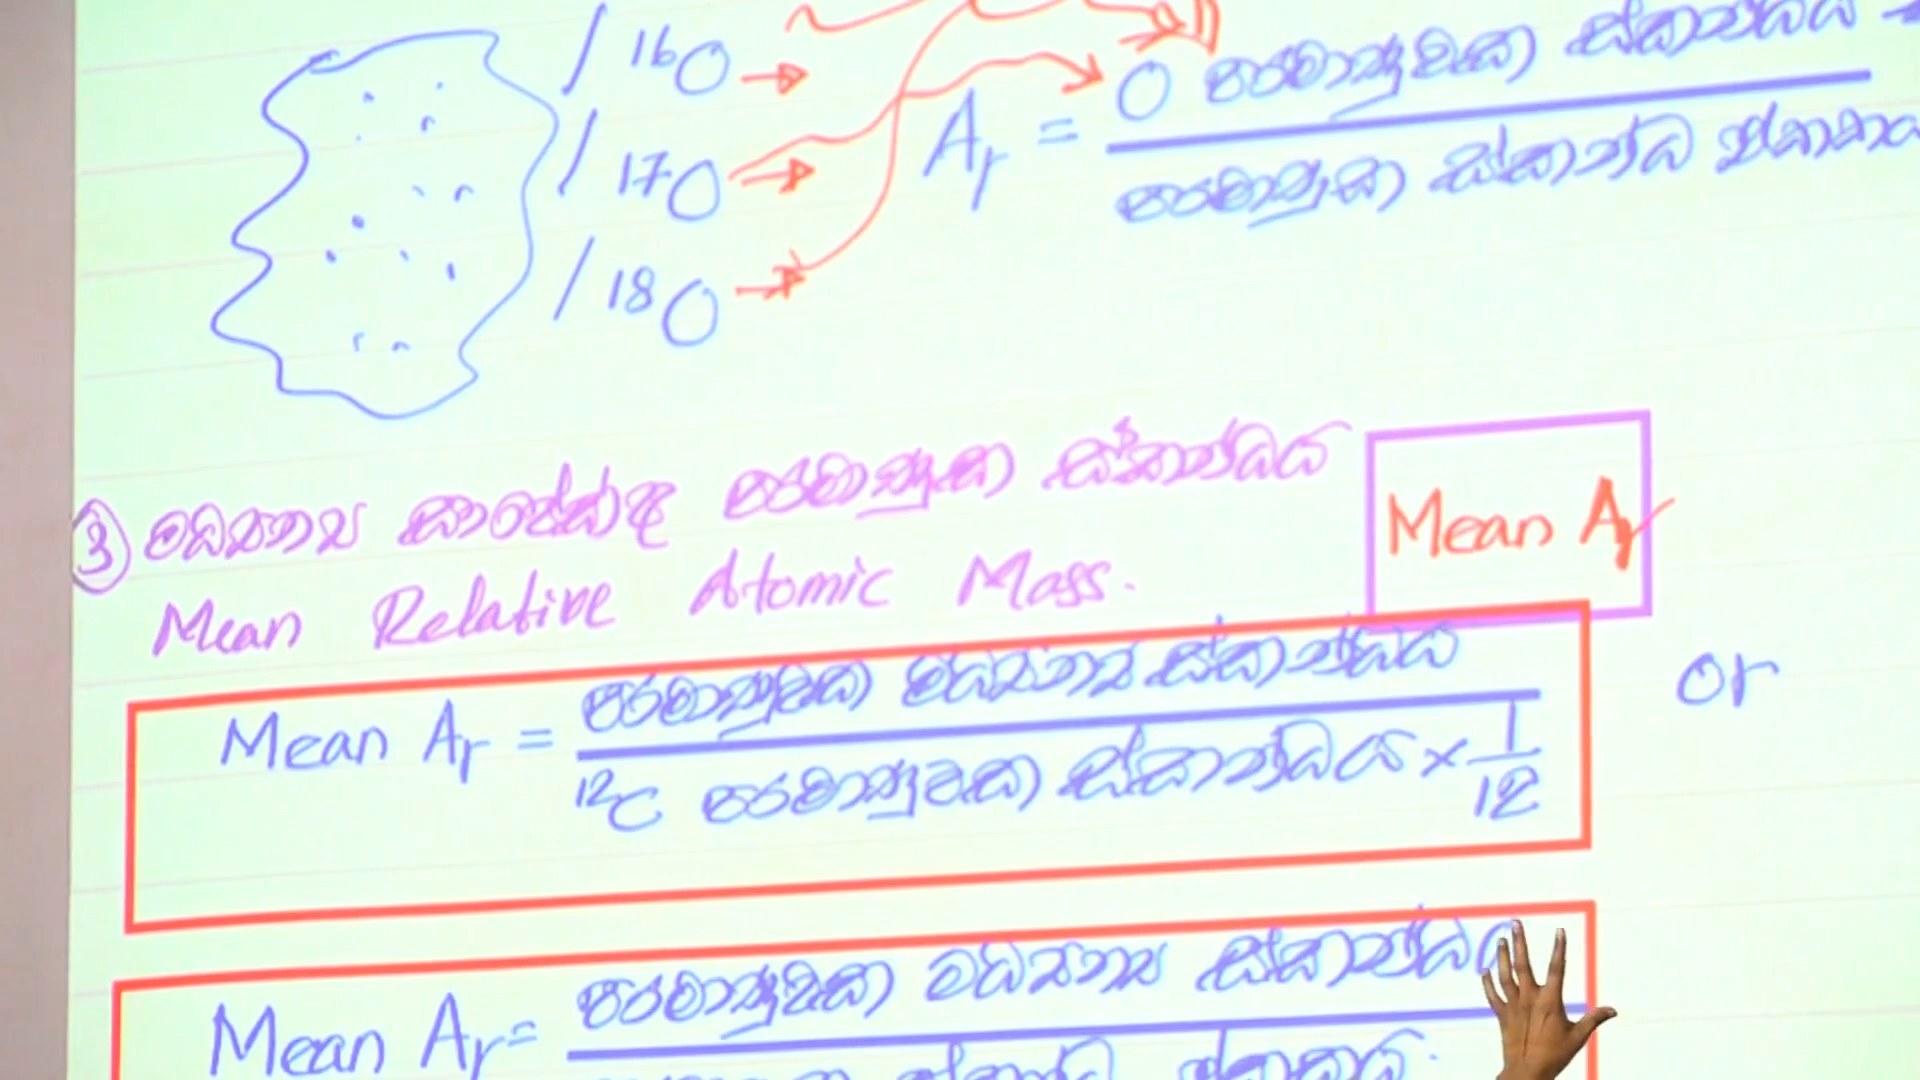 / ¹⁶O →
/ ¹⁷O →
/ ¹⁸O →
Aᵣ = O පරමාණුවක ස්කන්ධය
පරමාණුක ස්කන්ධ ඒකකය
③ මධ්‍යන්‍ය සාපේක්ෂ පරමාණුක ස්කන්ධය
Mean Aᵣ
Mean Relative Atomic Mass.
Mean Aᵣ = පරමාණුවක මධ්‍යන්‍ය ස්කන්ධය
¹²C පරමාණුවක ස්කන්ධය × 1/12
or
Mean Aᵣ = පරමාණුවක මධ්‍යන්‍ය ස්කන්ධය